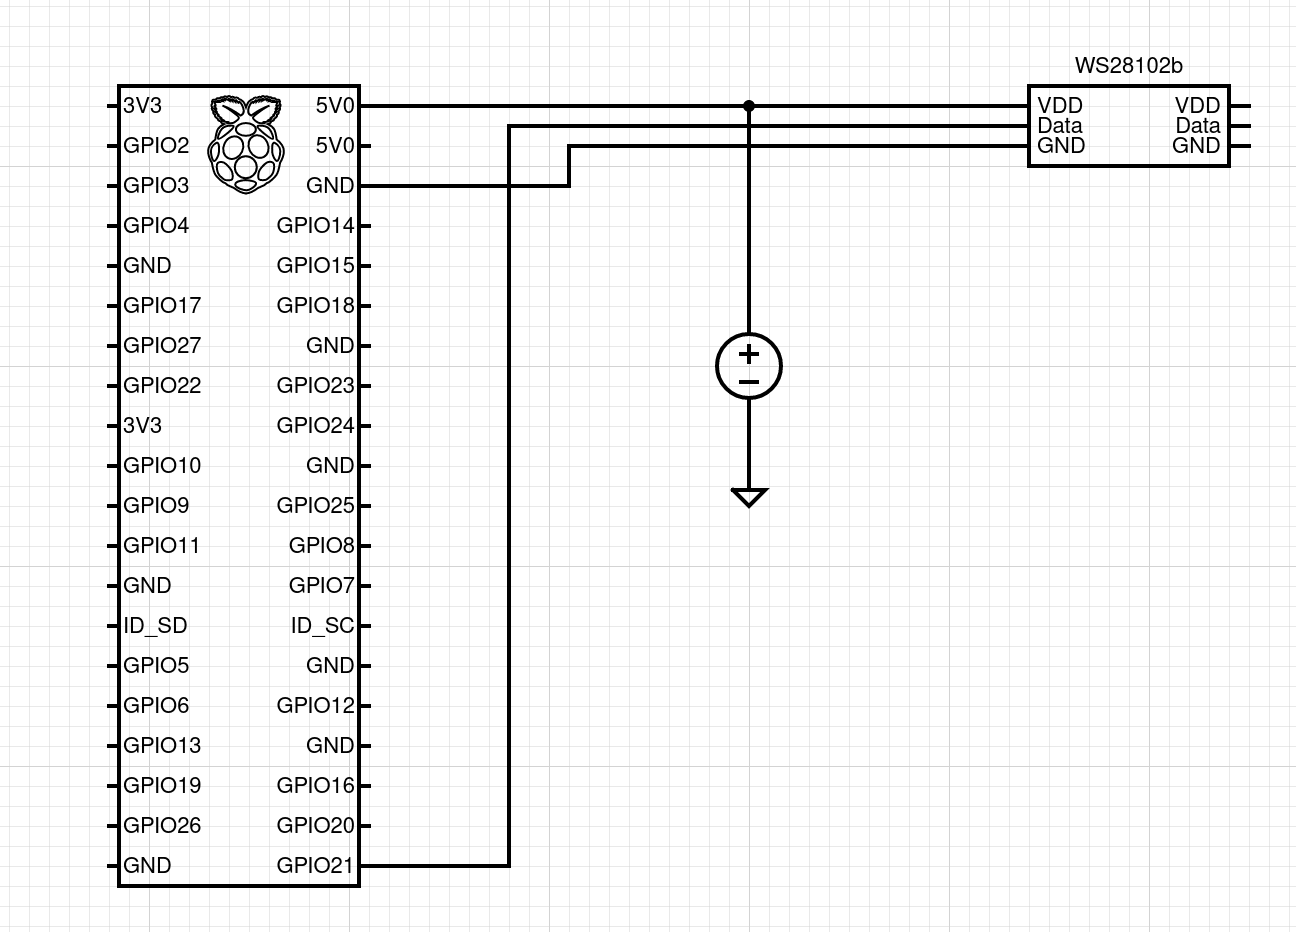 WS28102b
3V3 5V0
GPIO2 5V0
GPIO3 GND
GPIO4 GPIO14
GND GPIO15
GPIO17 GPIO18
GPIO27 GND
GPIO22 GPIO23
3V3 GPIO24
GPIO10 GND
GPIO9 GPIO25
GPIO11 GPIO8
GND GPIO7
ID_SD ID_SC
GPIO5 GND
GPIO6 GPIO12
GPIO13 GND
GPIO19 GPIO16
GPIO26 GPIO20
GND GPIO21
VDD VDD
Data Data
GND GND